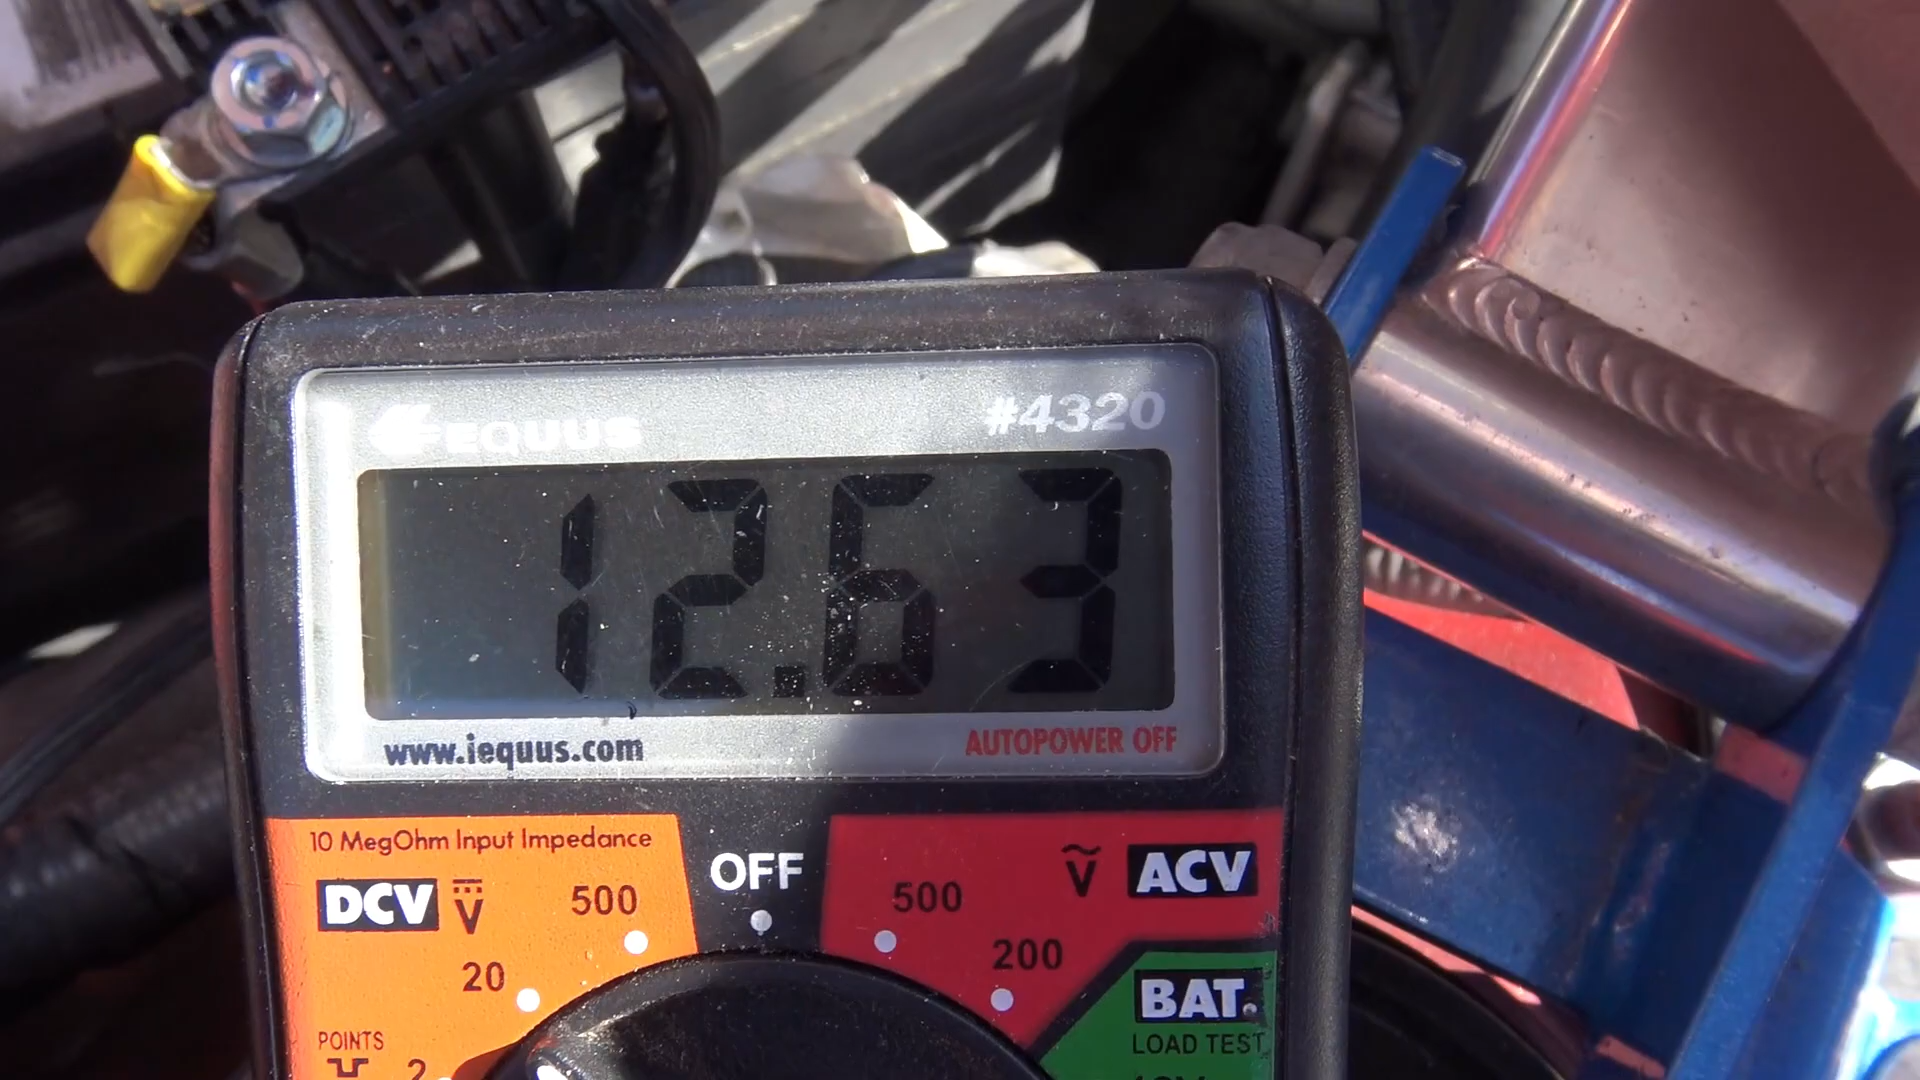 EQUUS
#4320
12.63
www.iequus.com
AUTOPOWER OFF
10 MegOhm Input Impedance
DCV V 500
OFF
500 V ACV
20
200
BAT.
POINTS
LOAD TEST
2